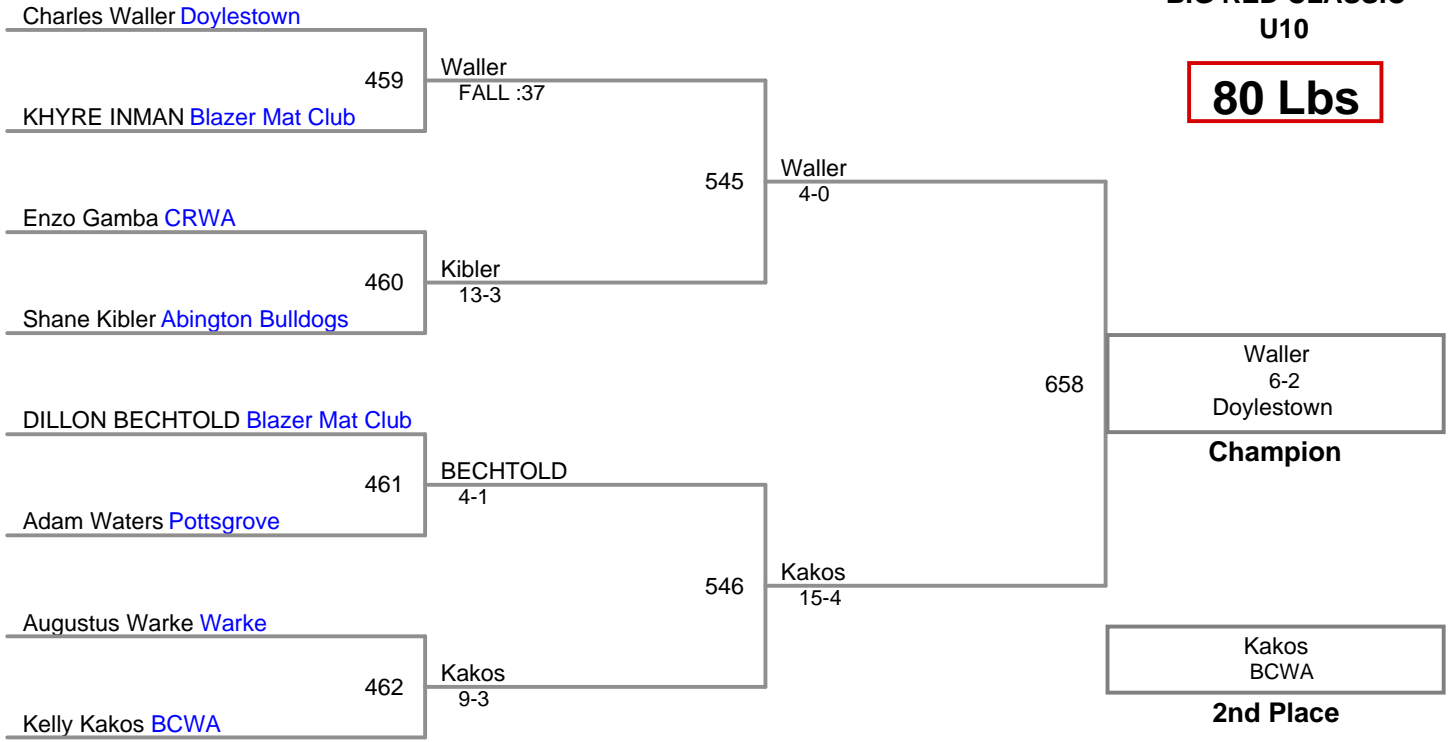 Charles Waller Doylestown
U10
459
Waller
FALL :37
80 Lbs
KHYRE INMAN Blazer Mat Club
545
Waller
4-0
Enzo Gamba CRWA
460
Kibler
13-3
Shane Kibler Abington Bulldogs
658
Waller
6-2
Doylestown
Champion
DILLON BECHTOLD Blazer Mat Club
461
BECHTOLD
4-1
Adam Waters Pottsgrove
546
Kakos
15-4
Augustus Warke Warke
462
Kakos
9-3
Kelly Kakos BCWA
Kakos
BCWA
2nd Place